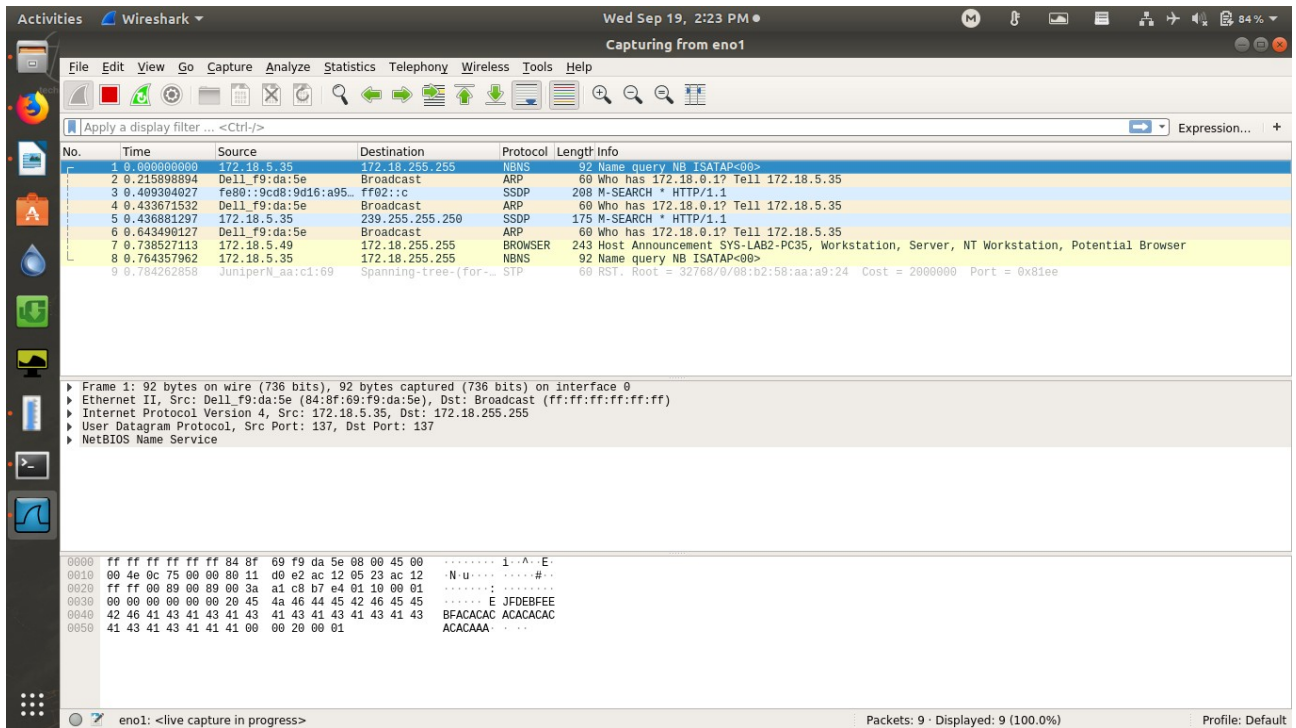 Activities Wireshark Wed Sep 19, 2:23 PM 84 %
Capturing from eno1
File Edit View Go Capture Analyze Statistics Telephony Wireless Tools Help
Apply a display filter ... <Ctrl-/> Expression... +
No. Time Source Destination Protocol Length Info
1 0.000000000 172.18.5.35 172.18.255.255 NBNS 92 Name query NB ISATAP<00>
2 0.215898894 Dell_f9:da:5e Broadcast ARP 60 Who has 172.18.0.1? Tell 172.18.5.35
3 0.409304027 fe80::9cd8:9d16:a95… ff02::c SSDP 208 M-SEARCH * HTTP/1.1
4 0.433671532 Dell_f9:da:5e Broadcast ARP 60 Who has 172.18.0.1? Tell 172.18.5.35
5 0.436881297 172.18.5.35 239.255.255.250 SSDP 175 M-SEARCH * HTTP/1.1
6 0.643490127 Dell_f9:da:5e Broadcast ARP 60 Who has 172.18.0.1? Tell 172.18.5.35
7 0.738527113 172.18.5.49 172.18.255.255 BROWSER 243 Host Announcement SYS-LAB2-PC35, Workstation, Server, NT Workstation, Potential Browser
8 0.764357962 172.18.5.35 172.18.255.255 NBNS 92 Name query NB ISATAP<00>
9 0.784262858 JuniperN_aa:c1:69 Spanning-tree-(for-… STP 60 RST. Root = 32768/0/08:b2:58:aa:a9:24 Cost = 2000000 Port = 0x81ee
Frame 1: 92 bytes on wire (736 bits), 92 bytes captured (736 bits) on interface 0
Ethernet II, Src: Dell_f9:da:5e (84:8f:69:f9:da:5e), Dst: Broadcast (ff:ff:ff:ff:ff:ff)
Internet Protocol Version 4, Src: 172.18.5.35, Dst: 172.18.255.255
User Datagram Protocol, Src Port: 137, Dst Port: 137
NetBIOS Name Service
0000 ff ff ff ff ff ff 84 8f 69 f9 da 5e 08 00 45 00 ········ i··^··E·
0010 00 4e 0c 75 00 00 80 11 d0 e2 ac 12 05 23 ac 12 ·N·u···· ·····#··
0020 ff ff 00 89 00 89 00 3a a1 c8 b7 e4 01 10 00 01 ·······: ········
0030 00 00 00 00 00 00 20 45 4a 46 44 45 42 46 45 45 ······ E JFDEBFEE
0040 42 46 41 43 41 43 41 43 41 43 41 43 41 43 41 43 BFACACAC ACACACAC
0050 41 43 41 43 41 41 41 00 00 20 00 01 ACACAAA· · ··
eno1: <live capture in progress> Packets: 9 · Displayed: 9 (100.0%) Profile: Default